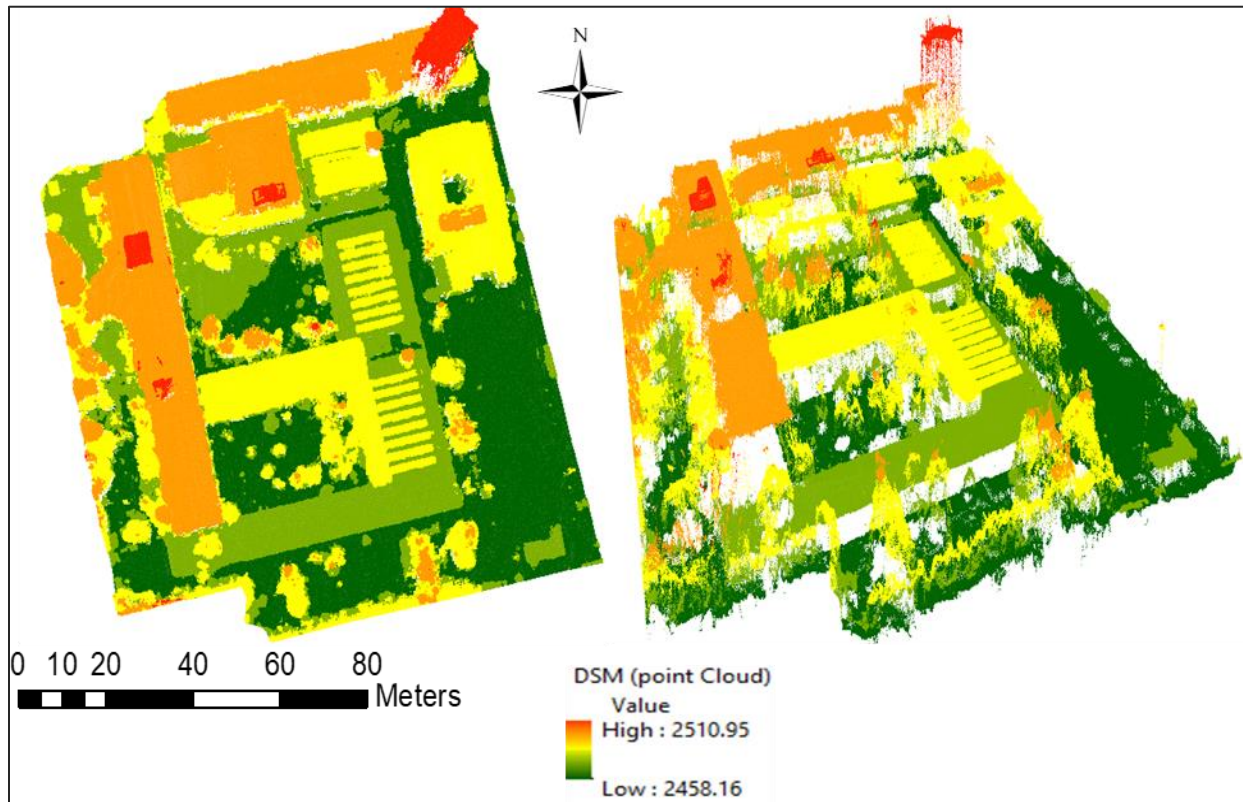 N
0 10 20 40 60 80
Meters
DSM (point Cloud)
Value
High : 2510.95
Low : 2458.16